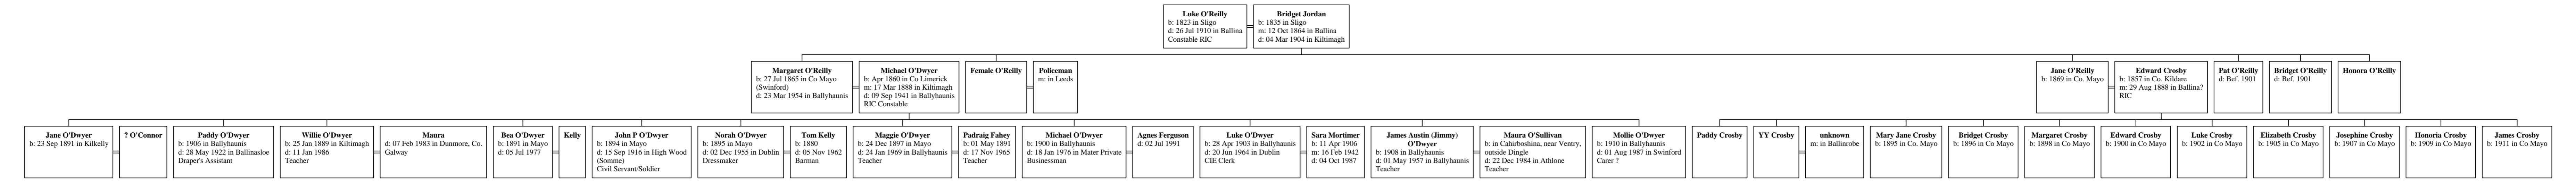 Luke O'Reilly
b: 1823 in Sligo
d: 26 Jul 1910 in Ballina
Constable RIC
Bridget Jordan
b: 1835 in Sligo
m: 12 Oct 1864 in Ballina
d: 04 Mar 1904 in Kiltimagh
Margaret O'Reilly
b: 27 Jul 1865 in Co Mayo
(Swinford)
d: 23 Mar 1954 in Ballyhaunis
Michael O'Dwyer
b: Apr 1860 in Co Limerick
m: 17 Mar 1888 in Kiltimagh
d: 09 Sep 1941 in Ballyhaunis
RIC Constable
Female O'Reilly
Policeman
m: in Leeds
Jane O'Reilly
b: 1869 in Co. Mayo
Edward Crosby
b: 1857 in Co. Kildare
m: 29 Aug 1888 in Ballina?
RIC
Pat O'Reilly
d: Bef. 1901
Bridget O'Reilly
d: Bef. 1901
Honora O'Reilly
Jane O'Dwyer
b: 23 Sep 1891 in Kilkelly
? O'Connor
Paddy O'Dwyer
b: 1906 in Ballyhaunis
d: 28 May 1922 in Ballinasloe
Draper's Assistant
Willie O'Dwyer
b: 25 Jan 1889 in Kiltimagh
d: 11 Jan 1986
Teacher
Maura
d: 07 Feb 1983 in Dunmore, Co.
Galway
Bea O'Dwyer
b: 1891 in Mayo
d: 05 Jul 1977
Kelly
John P O'Dwyer
b: 1894 in Mayo
d: 15 Sep 1916 in High Wood
(Somme)
Civil Servant/Soldier
Norah O'Dwyer
b: 1895 in Mayo
d: 02 Dec 1955 in Dublin
Dressmaker
Tom Kelly
b: 1880
d: 05 Nov 1962
Barman
Maggie O'Dwyer
b: 24 Dec 1897 in Mayo
d: 24 Jan 1969 in Ballyhaunis
Teacher
Padraig Fahey
b: 01 May 1891
d: 17 Nov 1965
Teacher
Michael O'Dwyer
b: 1900 in Ballyhaunis
d: 18 Jan 1976 in Mater Private
Businessman
Agnes Ferguson
d: 02 Jul 1991
Luke O'Dwyer
b: 28 Apr 1903 in Ballyhaunis
d: 20 Jun 1964 in Dublin
CIE Clerk
Sara Mortimer
b: 11 Apr 1906
m: 16 Feb 1942
d: 04 Oct 1987
James Austin (Jimmy)
O'Dwyer
b: 1908 in Ballyhaunis
d: 01 May 1957 in Ballyhaunis
Teacher
Maura O'Sullivan
b: in Cahirboshina, near Ventry,
outside Dingle
d: 22 Dec 1984 in Athlone
Teacher
Mollie O'Dwyer
b: 1910 in Ballyhaunis
d: 01 Aug 1987 in Swinford
Carer ?
Paddy Crosby
YY Crosby
unknown
m: in Ballinrobe
Mary Jane Crosby
b: 1895 in Co. Mayo
Bridget Crosby
b: 1896 in Co Mayo
Margaret Crosby
b: 1898 in Co Mayo
Edward Crosby
b: 1900 in Co Mayo
Luke Crosby
b: 1902 in Co Mayo
Elizabeth Crosby
b: 1905 in Co Mayo
Josephine Crosby
b: 1907 in Co Mayo
Honoria Crosby
b: 1909 in Co Mayo
James Crosby
b: 1911 in Co Mayo